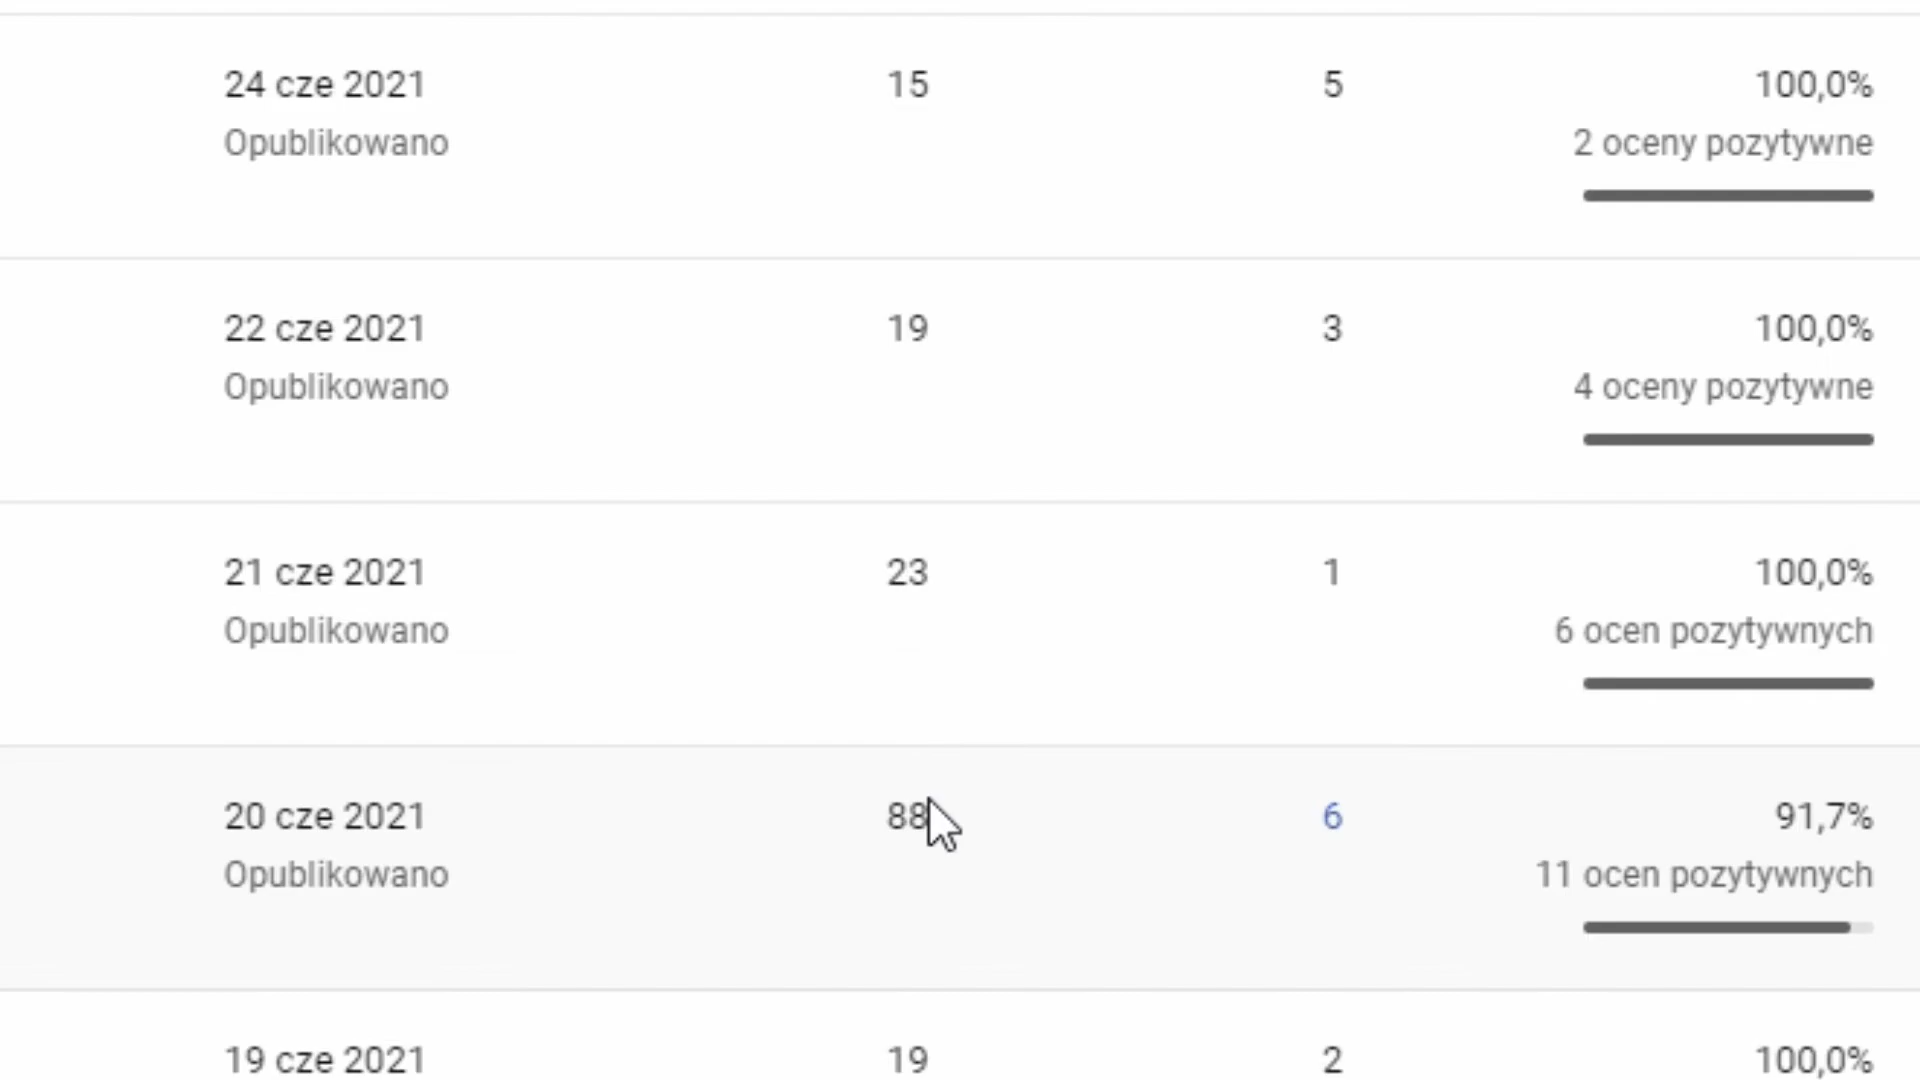 24 cze 2021 15 5 100,0%
Opublikowano 2 oceny pozytywne
22 cze 2021 19 3 100,0%
Opublikowano 4 oceny pozytywne
21 cze 2021 23 1 100,0%
Opublikowano 6 ocen pozytywnych
20 cze 2021 88 6 91,7%
Opublikowano 11 ocen pozytywnych
19 cze 2021 19 2 100,0%